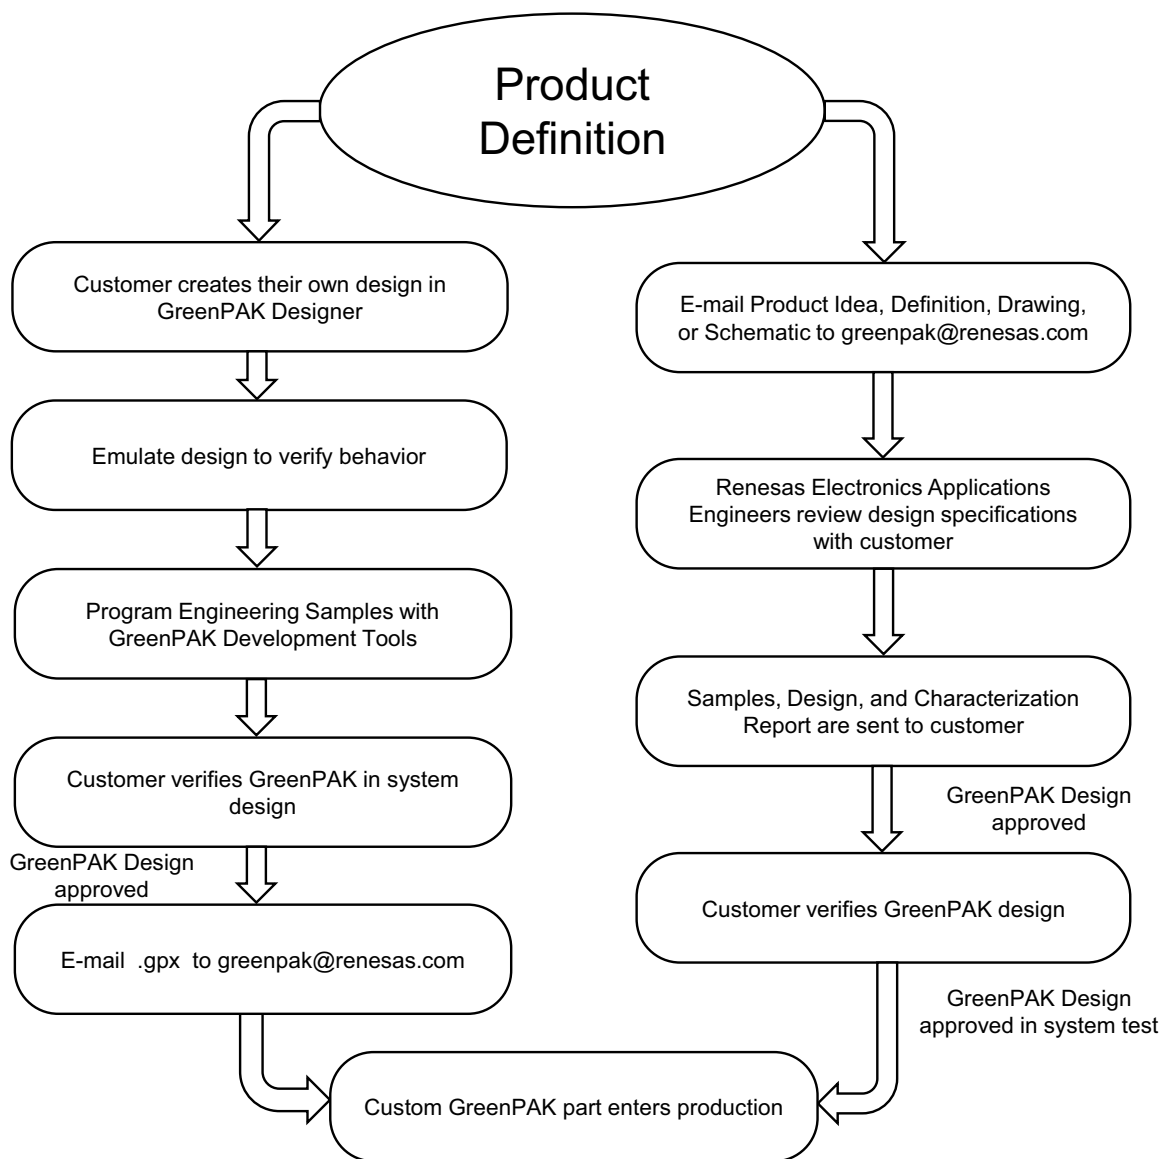 Product
Definition
Customer creates their own design in
GreenPAK Designer
Emulate design to verify behavior
Program Engineering Samples with
GreenPAK Development Tools
Customer verifies GreenPAK in system
design
GreenPAK Design
approved
E-mail .gpx to greenpak@renesas.com
E-mail Product Idea, Definition, Drawing,
or Schematic to greenpak@renesas.com
Renesas Electronics Applications
Engineers review design specifications
with customer
Samples, Design, and Characterization
Report are sent to customer
GreenPAK Design
approved
Customer verifies GreenPAK design
GreenPAK Design
approved in system test
Custom GreenPAK part enters production